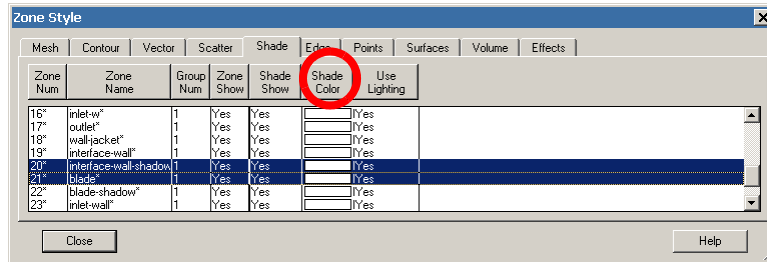 Zone Style
Mesh Contour Vector Scatter Shade Edge Points Surfaces Volume Effects
Zone Num Zone Name Group Num Zone Show Shade Show Shade Color Use Lighting
16* inlet-w* 1 Yes Yes Yes
17* outlet* 1 Yes Yes Yes
18* wall-jacket* 1 Yes Yes Yes
19* interface-wall* 1 Yes Yes Yes
20* interface-wall-shadow 1 Yes Yes Yes
21* blade* 1 Yes Yes Yes
22* blade-shadow* 1 Yes Yes Yes
23* inlet-wall* 1 Yes Yes Yes
Close Help